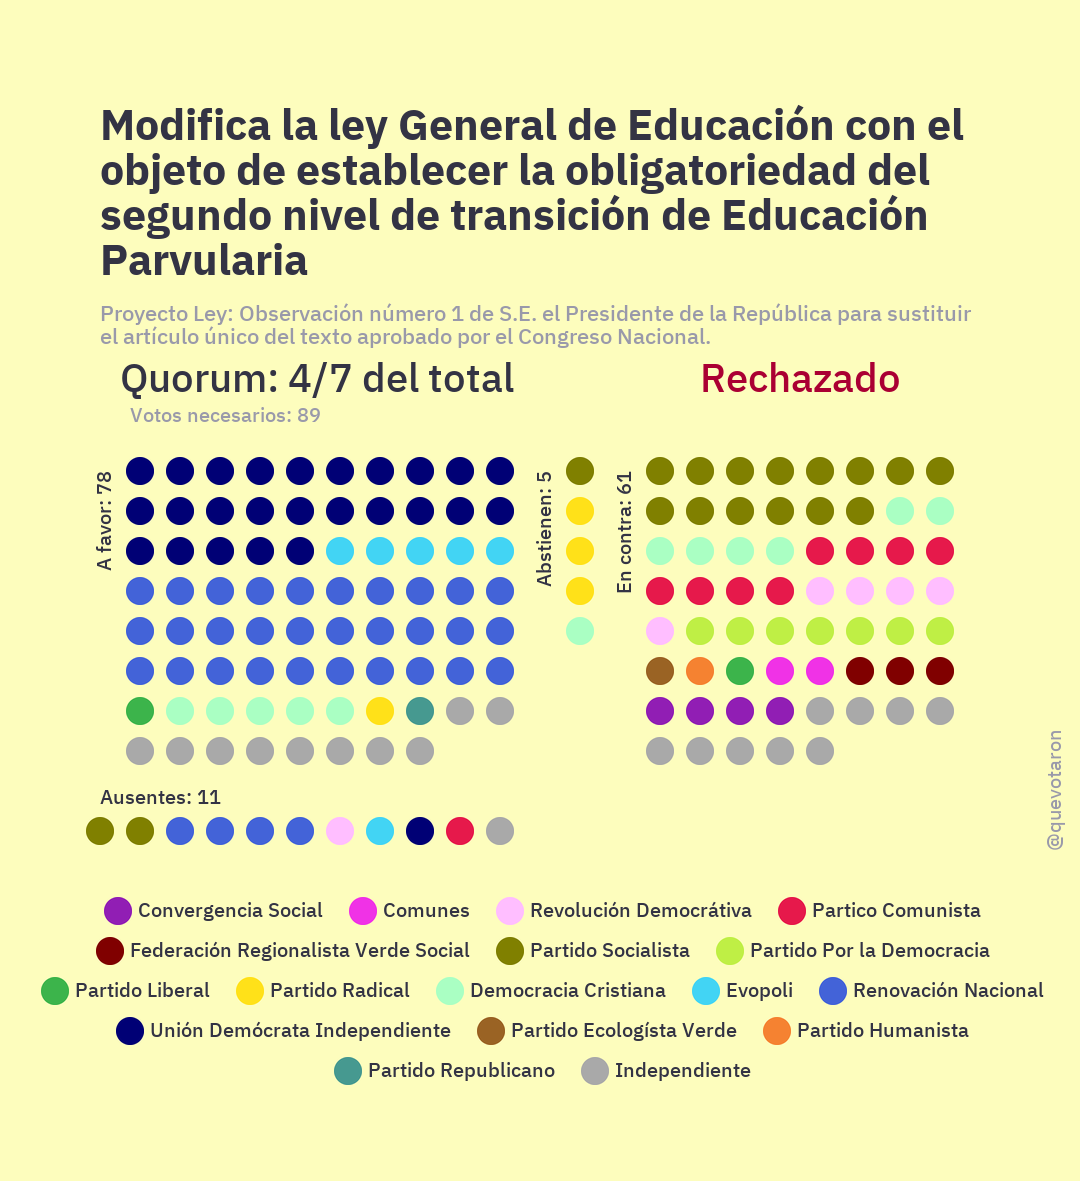 Modifica la ley General de Educación con el
objeto de establecer la obligatoriedad del
segundo nivel de transición de Educación
Parvularia
Proyecto Ley: Observación número 1 de S.E. el Presidente de la República para sustituir
el artículo único del texto aprobado por el Congreso Nacional.
Quorum: 4/7 del total
Rechazado
Votos necesarios: 89
A favor: 78
Abstienen: 5
En contra: 61
Ausentes: 11
@quevotaron
Convergencia Social
Comunes
Revolución Democrátiva
Partico Comunista
Federación Regionalista Verde Social
Partido Socialista
Partido Por la Democracia
Partido Liberal
Partido Radical
Democracia Cristiana
Evopoli
Renovación Nacional
Unión Demócrata Independiente
Partido Ecologísta Verde
Partido Humanista
Partido Republicano
Independiente